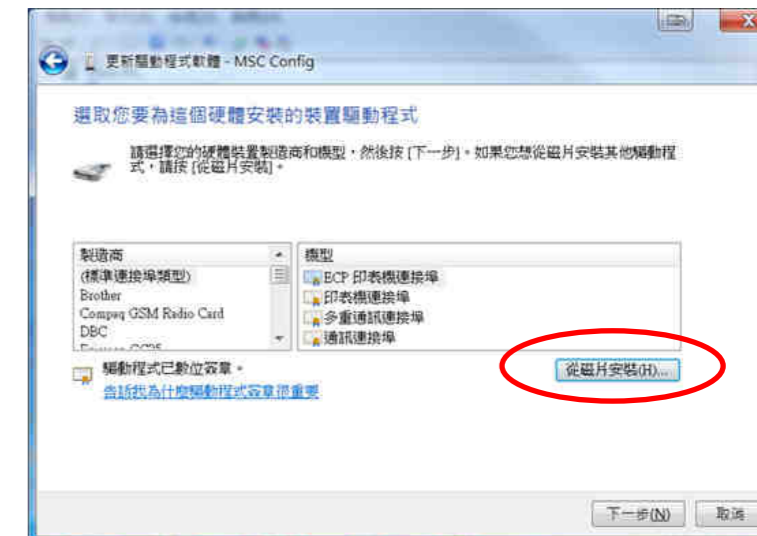 更新驅動程式軟體 - MSC Config
選取您要為這個硬體安裝的裝置驅動程式
請選擇您的硬體裝置製造商和機型，然後按 [下一步]。如果您想從磁片安裝其他驅動程
式，請按 [從磁片安裝]。
製造商
(標準連接埠類型)
Brother
Compaq GSM Radio Card
DBC
機型
ECP 印表機連接埠
印表機連接埠
多重通訊連接埠
通訊連接埠
驅動程式已數位簽章。
告訴我為什麼驅動程式簽章很重要
從磁片安裝(H)...
下一步(N)
取消